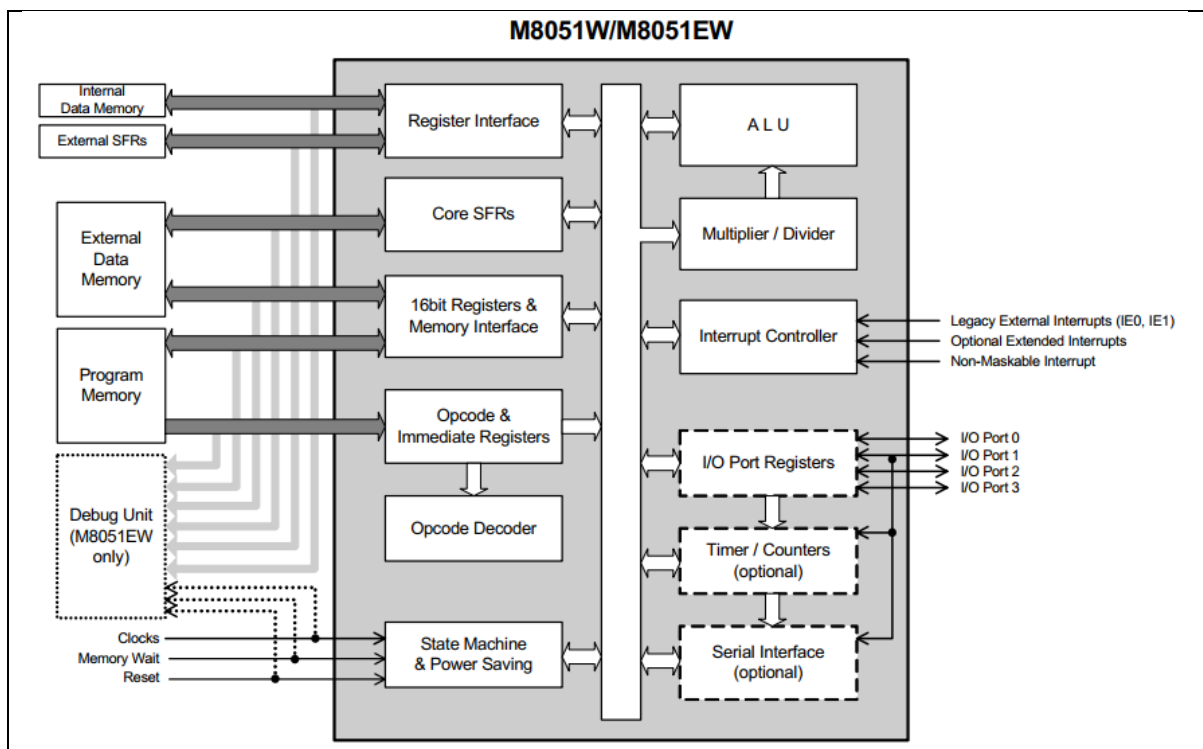 M8051W/M8051EW
Internal
Data Memory
External SFRs
External
Data
Memory
Program
Memory
Debug Unit
(M8051EW
only)
Clocks
Memory Wait
Reset
Register Interface
Core SFRs
16bit Registers &
Memory Interface
Opcode &
Immediate Registers
Opcode Decoder
State Machine
& Power Saving
A L U
Multiplier / Divider
Interrupt Controller
I/O Port Registers
Timer / Counters
(optional)
Serial Interface
(optional)
Legacy External Interrupts (IE0, IE1)
Optional Extended Interrupts
Non-Maskable Interrupt
I/O Port 0
I/O Port 1
I/O Port 2
I/O Port 3